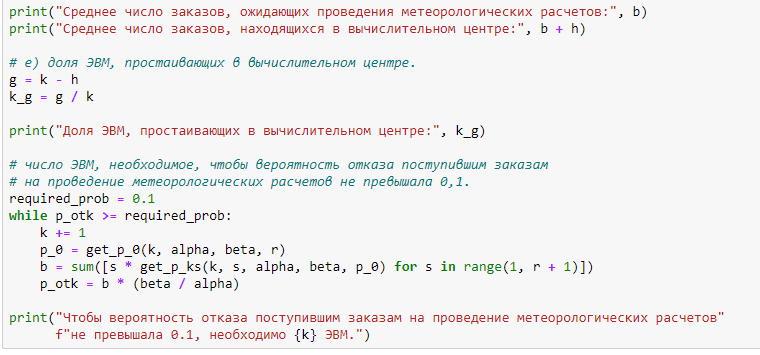 print("Среднее число заказов, ожидающих проведения метеорологических расчетов:", b)
print("Среднее число заказов, находящихся в вычислительном центре:", b + h)
# е) доля ЭВМ, простаивающих в вычислительном центре.
g = k - h
k_g = g / k
print("Доля ЭВМ, простаивающих в вычислительном центре:", k_g)
# число ЭВМ, необходимое, чтобы вероятность отказа поступившим заказам
# на проведение метеорологических расчетов не превышала 0,1.
required_prob = 0.1
while p_otk >= required_prob:
    k += 1
    p_0 = get_p_0(k, alpha, beta, r)
    b = sum([s * get_p_ks(k, s, alpha, beta, p_0) for s in range(1, r + 1)])
    p_otk = b * (beta / alpha)
print("Чтобы вероятность отказа поступившим заказам на проведение метеорологических расчетов"
      f"не превышала 0.1, необходимо {k} ЭВМ.")